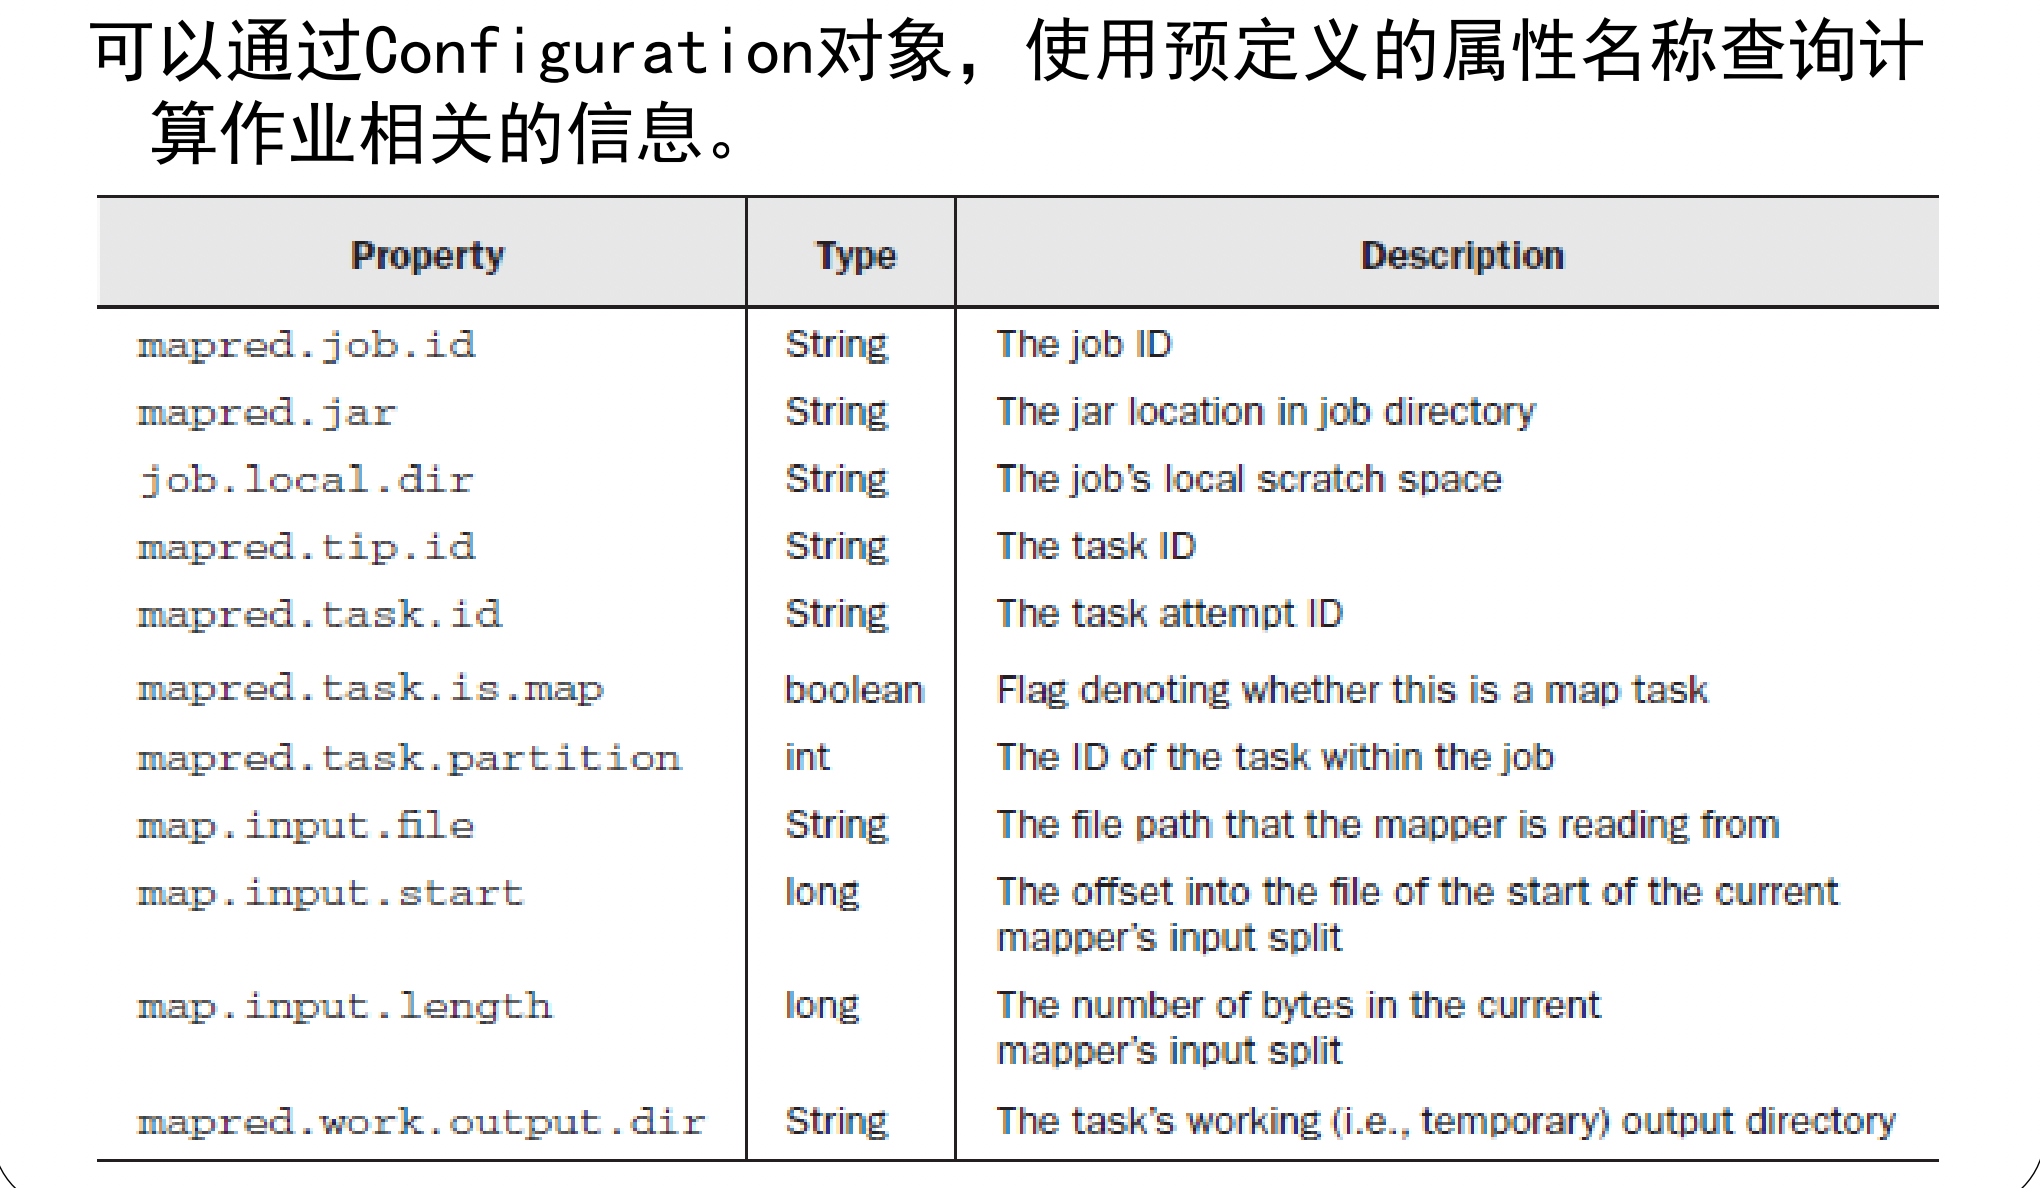 可以通过Configuration对象，使用预定义的属性名称查询计
算作业相关的信息。
Property Type Description
mapred.job.id String The job ID
mapred.jar String The jar location in job directory
job.local.dir String The job's local scratch space
mapred.tip.id String The task ID
mapred.task.id String The task attempt ID
mapred.task.is.map boolean Flag denoting whether this is a map task
mapred.task.partition int The ID of the task within the job
map.input.file String The file path that the mapper is reading from
map.input.start long The offset into the file of the start of the current
mapper's input split
map.input.length long The number of bytes in the current
mapper's input split
mapred.work.output.dir String The task's working (i.e., temporary) output directory